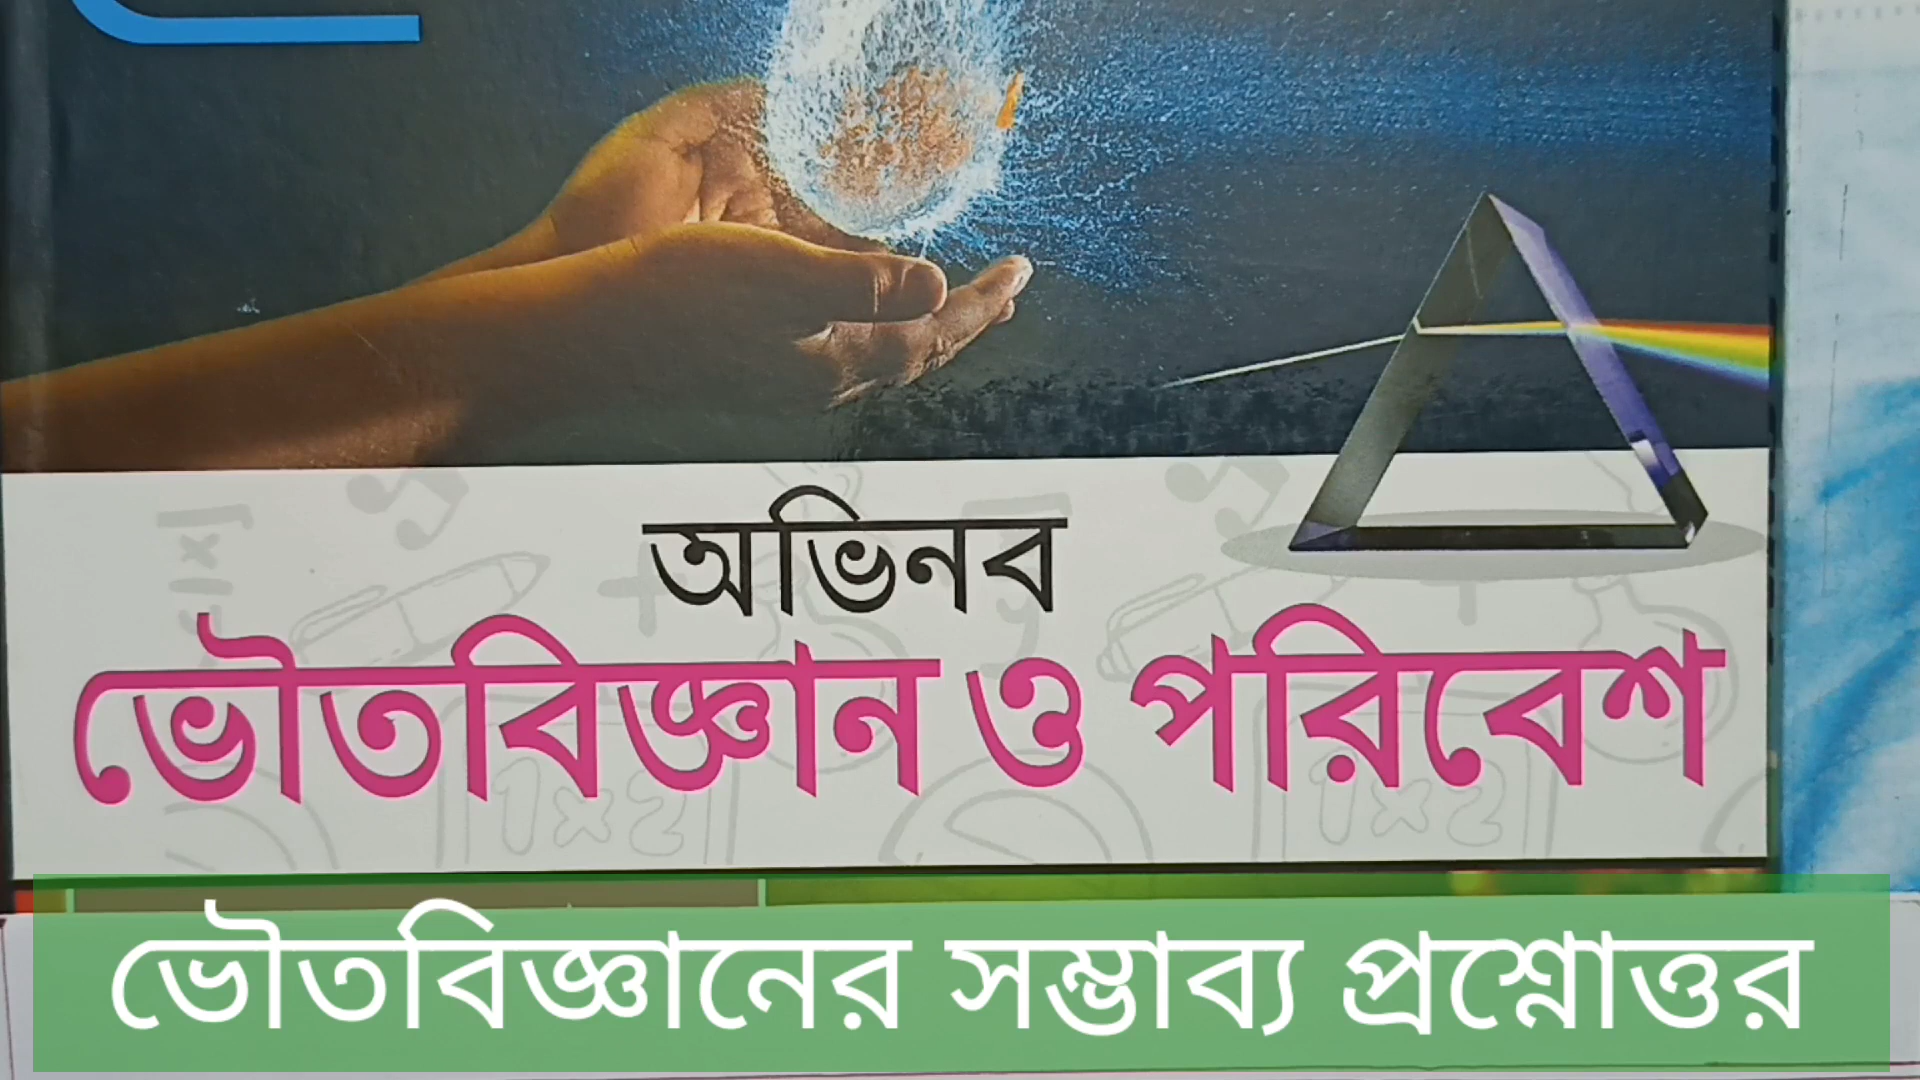 অভিনব
ভৌতবিজ্ঞান ও পরিবেশ
ভৌতবিজ্ঞানের সম্ভাব্য প্রশ্নোত্তর